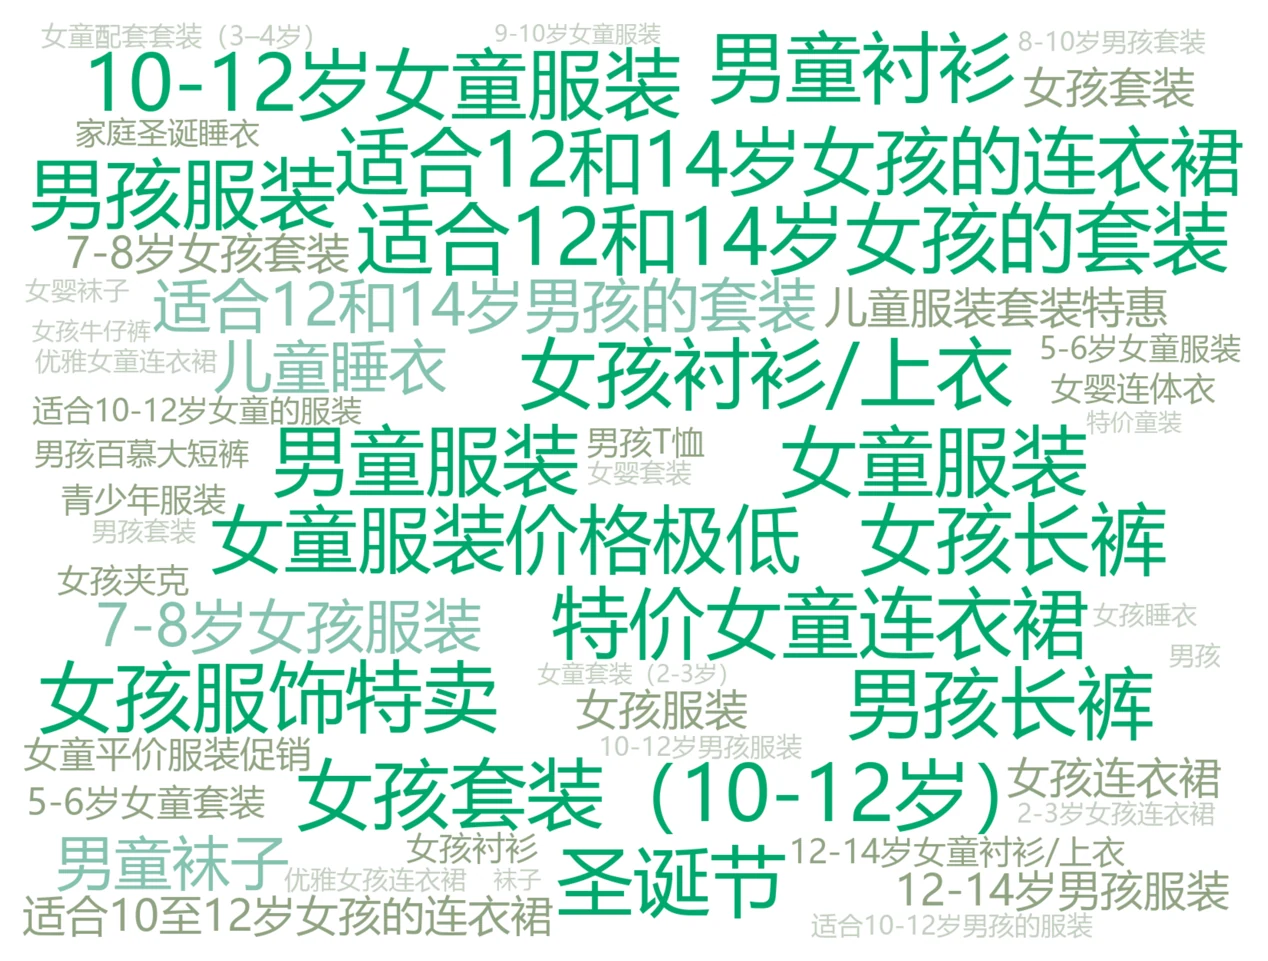 女童配套套装（3–4岁）
9-10岁女童服装
10-12岁女童服装
男童衬衫
8-10岁男孩套装
女孩套装
家庭圣诞睡衣
适合12和14岁女孩的连衣裙
男孩服装
适合12和14岁女孩的套装
7-8岁女孩套装
女婴袜子
适合12和14岁男孩的套装
儿童服装套装特惠
女孩牛仔裤
优雅女童连衣裙
儿童睡衣
女孩衬衫/上衣
5-6岁女童服装
女婴连体衣
适合10-12岁女童的服装
特价童装
男孩百慕大短裤
男童服装
男孩T恤
女婴套装
女童服装
青少年服装
男孩套装
女童服装价格极低
女孩长裤
女孩夹克
7-8岁女孩服装
特价女童连衣裙
女孩睡衣
男孩
女孩服饰特卖
女童套装（2-3岁）
女孩服装
男孩长裤
女童平价服装促销
10-12岁男孩服装
5-6岁女童套装
女孩套装（10-12岁）
女孩连衣裙
2-3岁女孩连衣裙
男童袜子
女孩衬衫
优雅女孩连衣裙
袜子
圣诞节
12-14岁女童衬衫/上衣
12-14岁男孩服装
适合10至12岁女孩的连衣裙
适合10-12岁男孩的服装